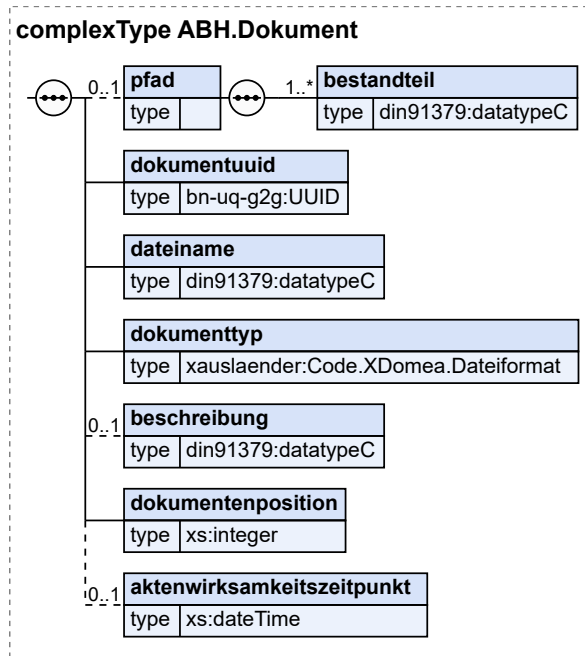 complexType ABH.Dokument
0..1 pfad 1..* bestandteil
type type din91379:datatypeC
dokumentuuid
type bn-uq-g2g:UUID
dateiname
type din91379:datatypeC
dokumenttyp
type xauslaender:Code.XDomea.Dateiformat
0..1 beschreibung
type din91379:datatypeC
dokumentenposition
type xs:integer
0..1 aktenwirksamkeitszeitpunkt
type xs:dateTime